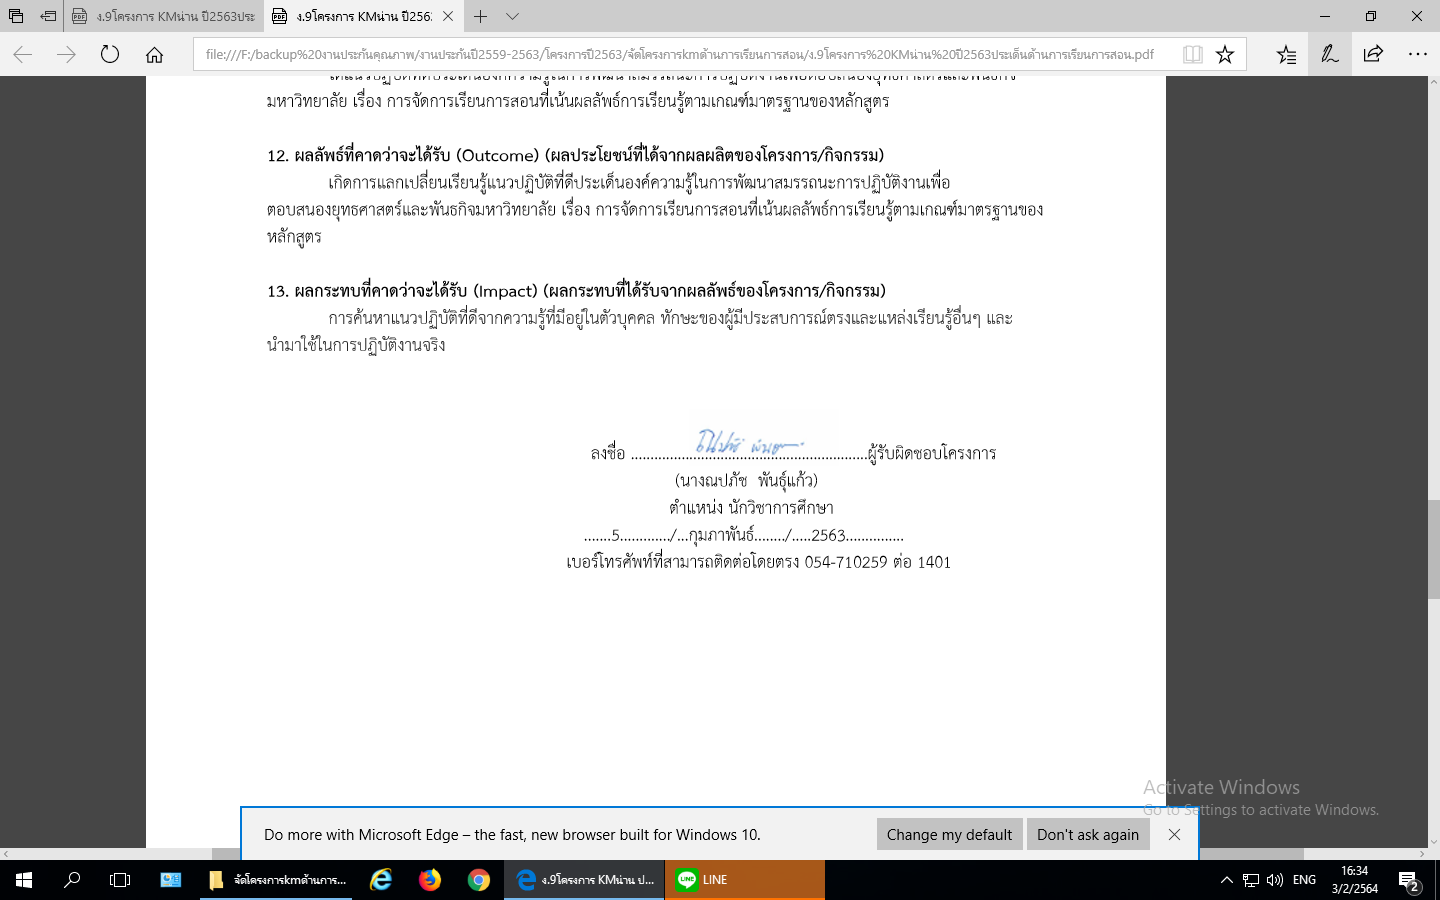 ง.9โครงการ KMน่าน ปี2563ประ
ง.9โครงการ KMน่าน ปี256
file:///F:/backup%20งานประกันคุณภาพ/งานประกันปี2559-2563/โครงการปี2563/จัดโครงการkmด้านการเรียนการสอน/ง.9โครงการ%20KMน่าน%20ปี2563ประเด็นด้านการเรียนการสอน.pdf
มหาวิทยาลัย เรื่อง การจัดการเรียนการสอนที่เน้นผลลัพธ์การเรียนรู้ตามเกณฑ์มาตรฐานของหลักสูตร
12. ผลลัพธ์ที่คาดว่าจะได้รับ (Outcome) (ผลประโยชน์ที่ได้จากผลผลิตของโครงการ/กิจกรรม)
เกิดการแลกเปลี่ยนเรียนรู้แนวปฏิบัติที่ดีประเด็นองค์ความรู้ในการพัฒนาสมรรถนะการปฏิบัติงานเพื่อ
ตอบสนองยุทธศาสตร์และพันธกิจมหาวิทยาลัย เรื่อง การจัดการเรียนการสอนที่เน้นผลลัพธ์การเรียนรู้ตามเกณฑ์มาตรฐานของ
หลักสูตร
13. ผลกระทบที่คาดว่าจะได้รับ (Impact) (ผลกระทบที่ได้รับจากผลลัพธ์ของโครงการ/กิจกรรม)
การค้นหาแนวปฏิบัติที่ดีจากความรู้ที่มีอยู่ในตัวบุคคล ทักษะของผู้มีประสบการณ์ตรงและแหล่งเรียนรู้อื่นๆ และ
นำมาใช้ในการปฏิบัติงานจริง
ลงชื่อ .............................................................ผู้รับผิดชอบโครงการ
(นางณปภัช พันธุ์แก้ว)
ตำแหน่ง นักวิชาการศึกษา
.......5............./...กุมภาพันธ์......../.....2563...............
เบอร์โทรศัพท์ที่สามารถติดต่อโดยตรง 054-710259 ต่อ 1401
Activate Windows
Go to Settings to activate Windows.
Do more with Microsoft Edge – the fast, new browser built for Windows 10.
Change my default
Don't ask again
จัดโครงการkmด้านการ...
ง.9โครงการ KMน่าน ป...
LINE
ENG
16:34
3/2/2564
2